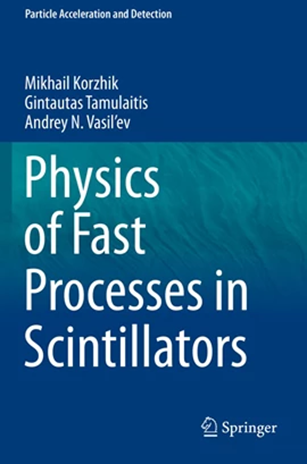 Particle Acceleration and Detection
Mikhail Korzhik
Gintautas Tamulaitis
Andrey N. Vasil'ev
Physics
of Fast
Processes in
Scintillators
Springer